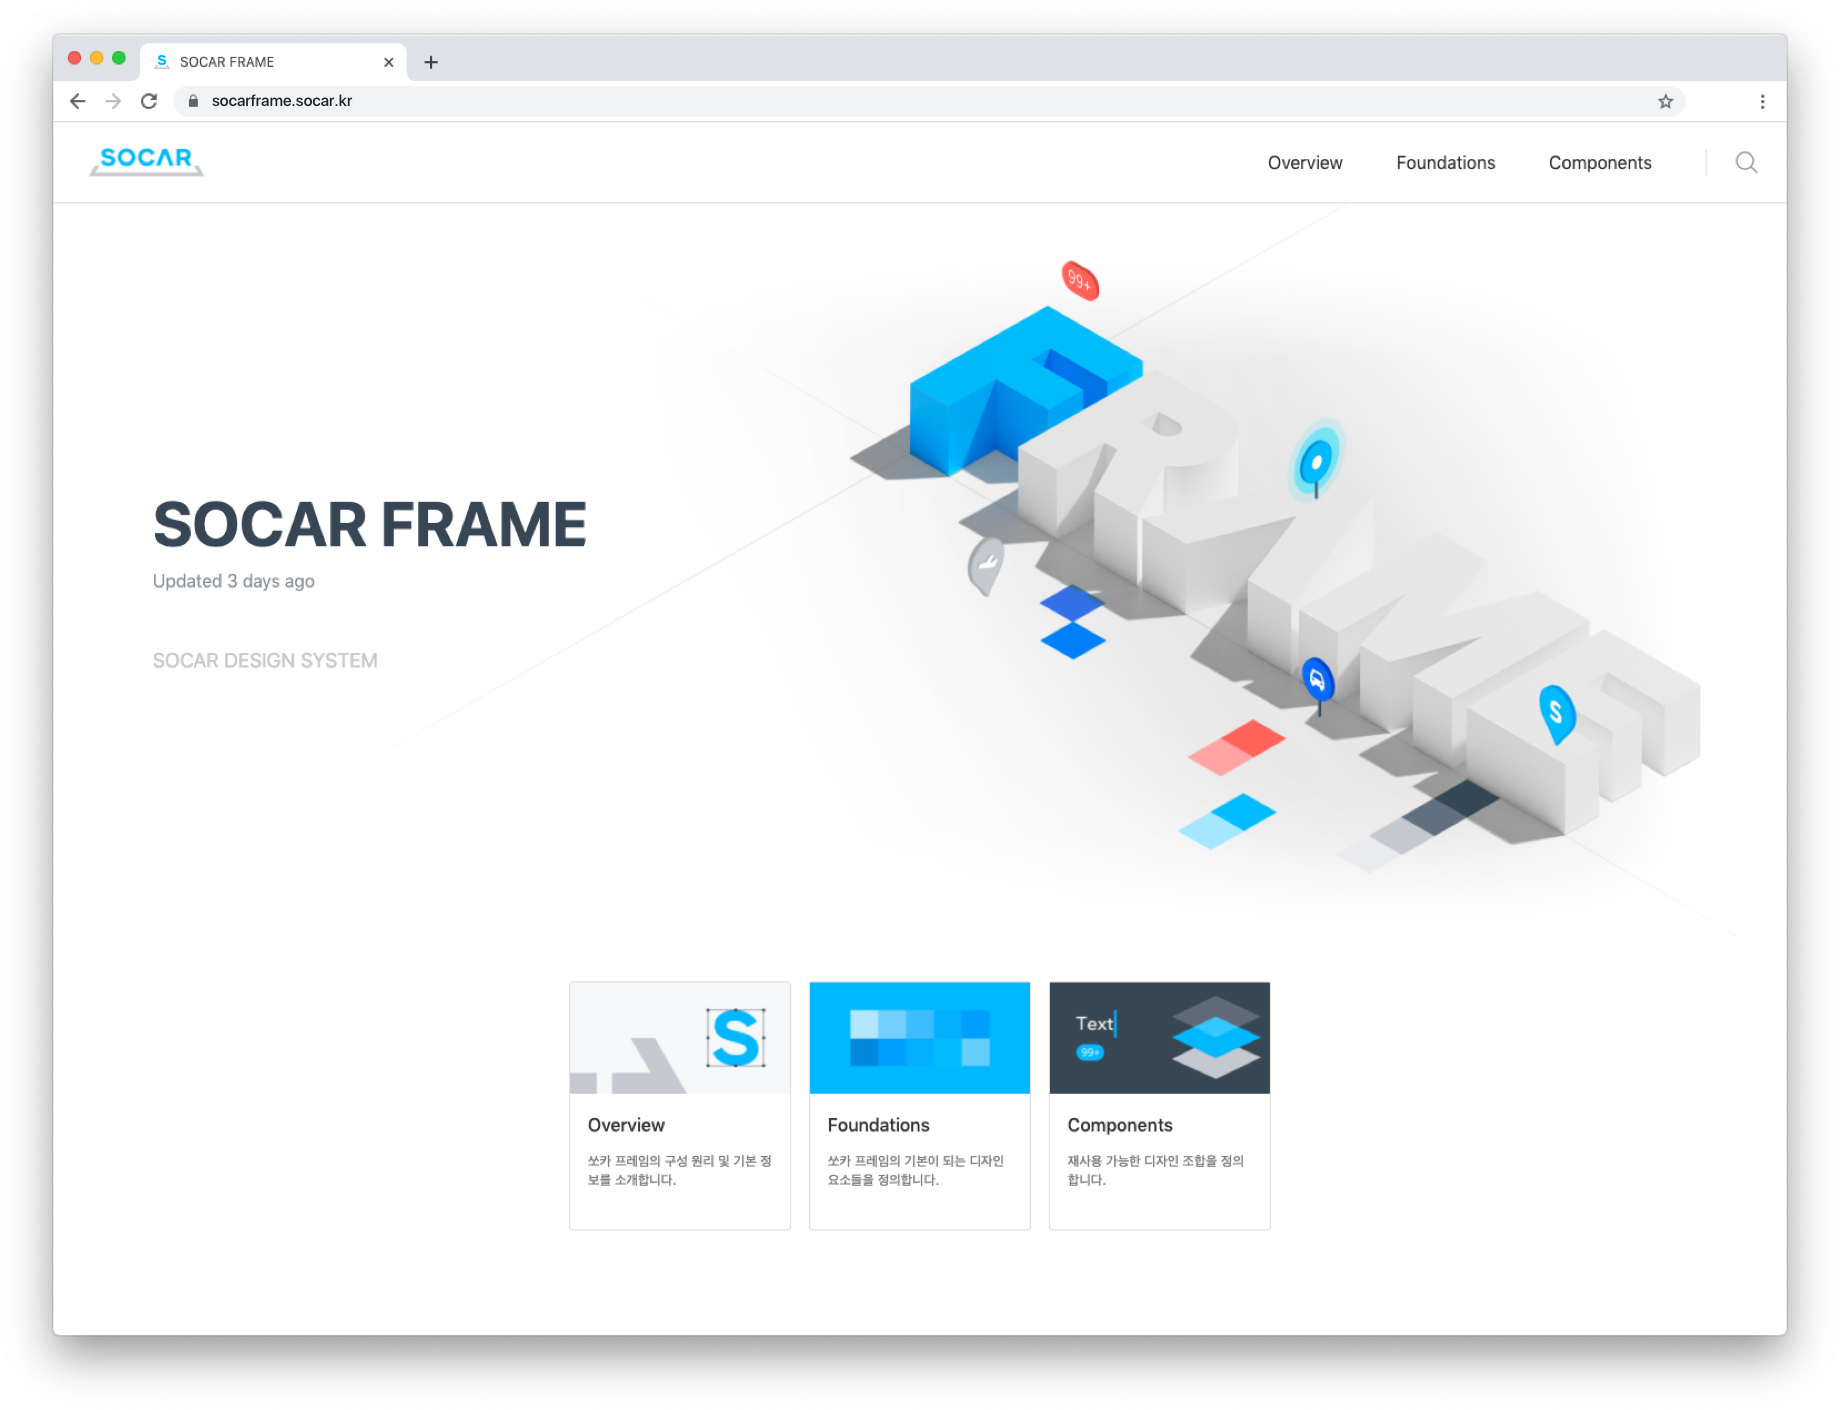 SOCAR FRAME
socarframe.socar.kr
SOCAR
Overview Foundations Components
99+
FRAME
S
SOCAR FRAME
Updated 3 days ago
SOCAR DESIGN SYSTEM
S
Text
99+
Overview
쏘카 프레임의 구성 원리 및 기본 정
보를 소개합니다.
Foundations
쏘카 프레임의 기본이 되는 디자인
요소들을 정의합니다.
Components
재사용 가능한 디자인 조합을 정의
합니다.